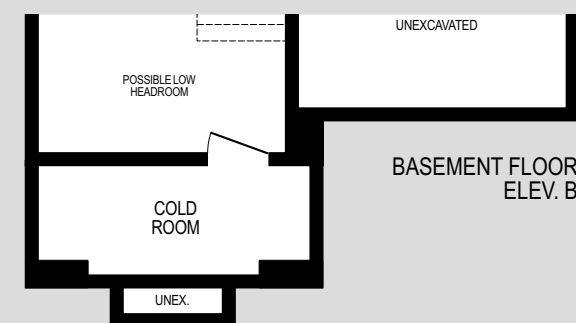 UNEXCAVATED
POSSIBLE LOW
HEADROOM
BASEMENT FLOOR
ELEV. B
COLD
ROOM
UNEX.